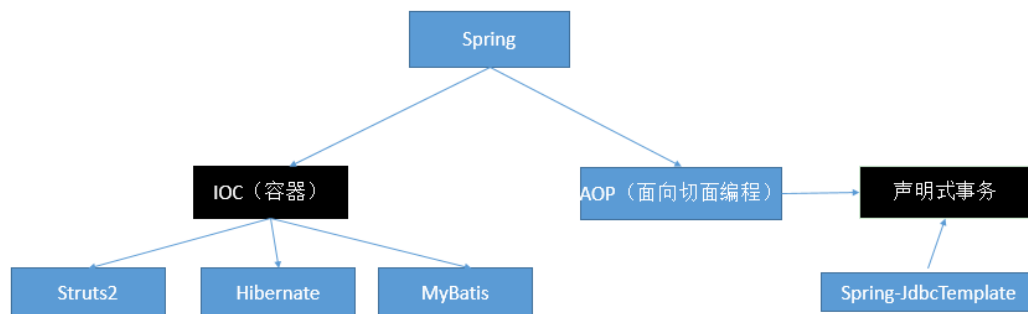 Spring
IOC（容器）
AOP（面向切面编程）
声明式事务
Struts2
Hibernate
MyBatis
Spring-JdbcTemplate